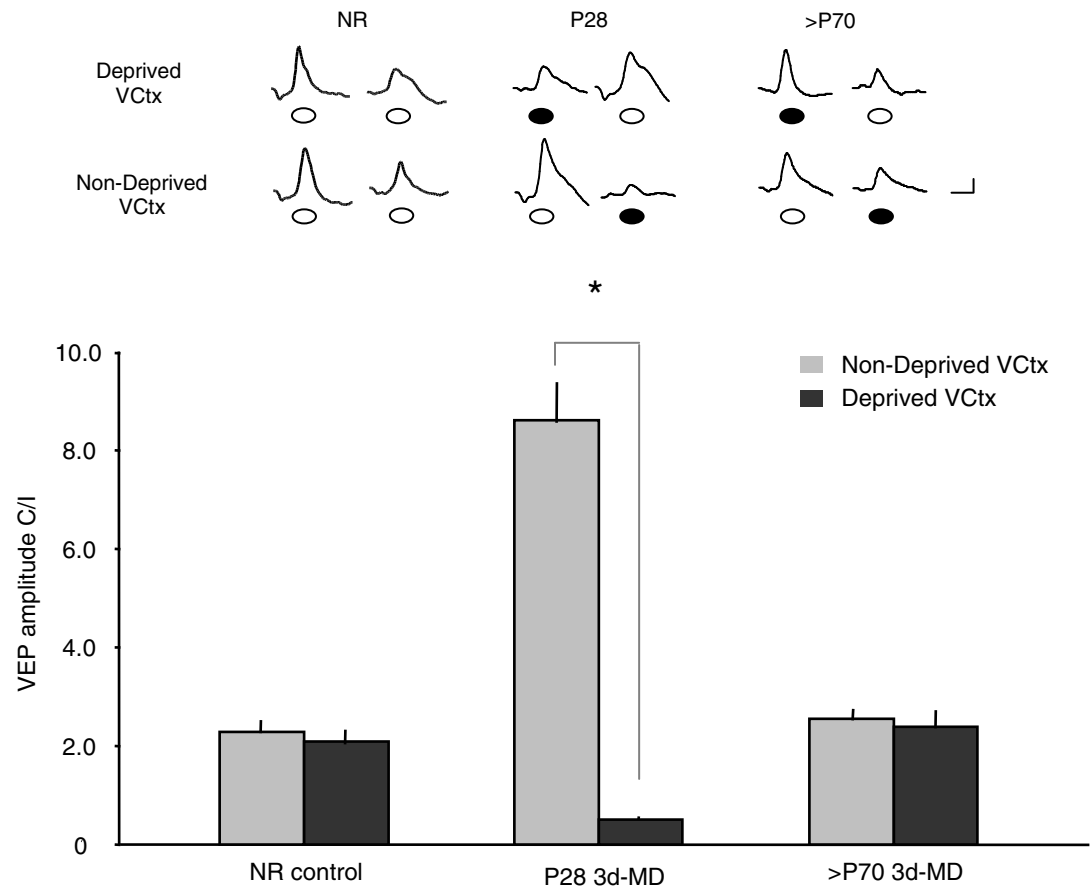 NR P28 >P70
Deprived
VCtx
Non-Deprived
VCtx
*
10.0
8.0
6.0
4.0
2.0
0
VEP amplitude C/I
Non-Deprived VCtx
Deprived VCtx
NR control P28 3d-MD >P70 3d-MD